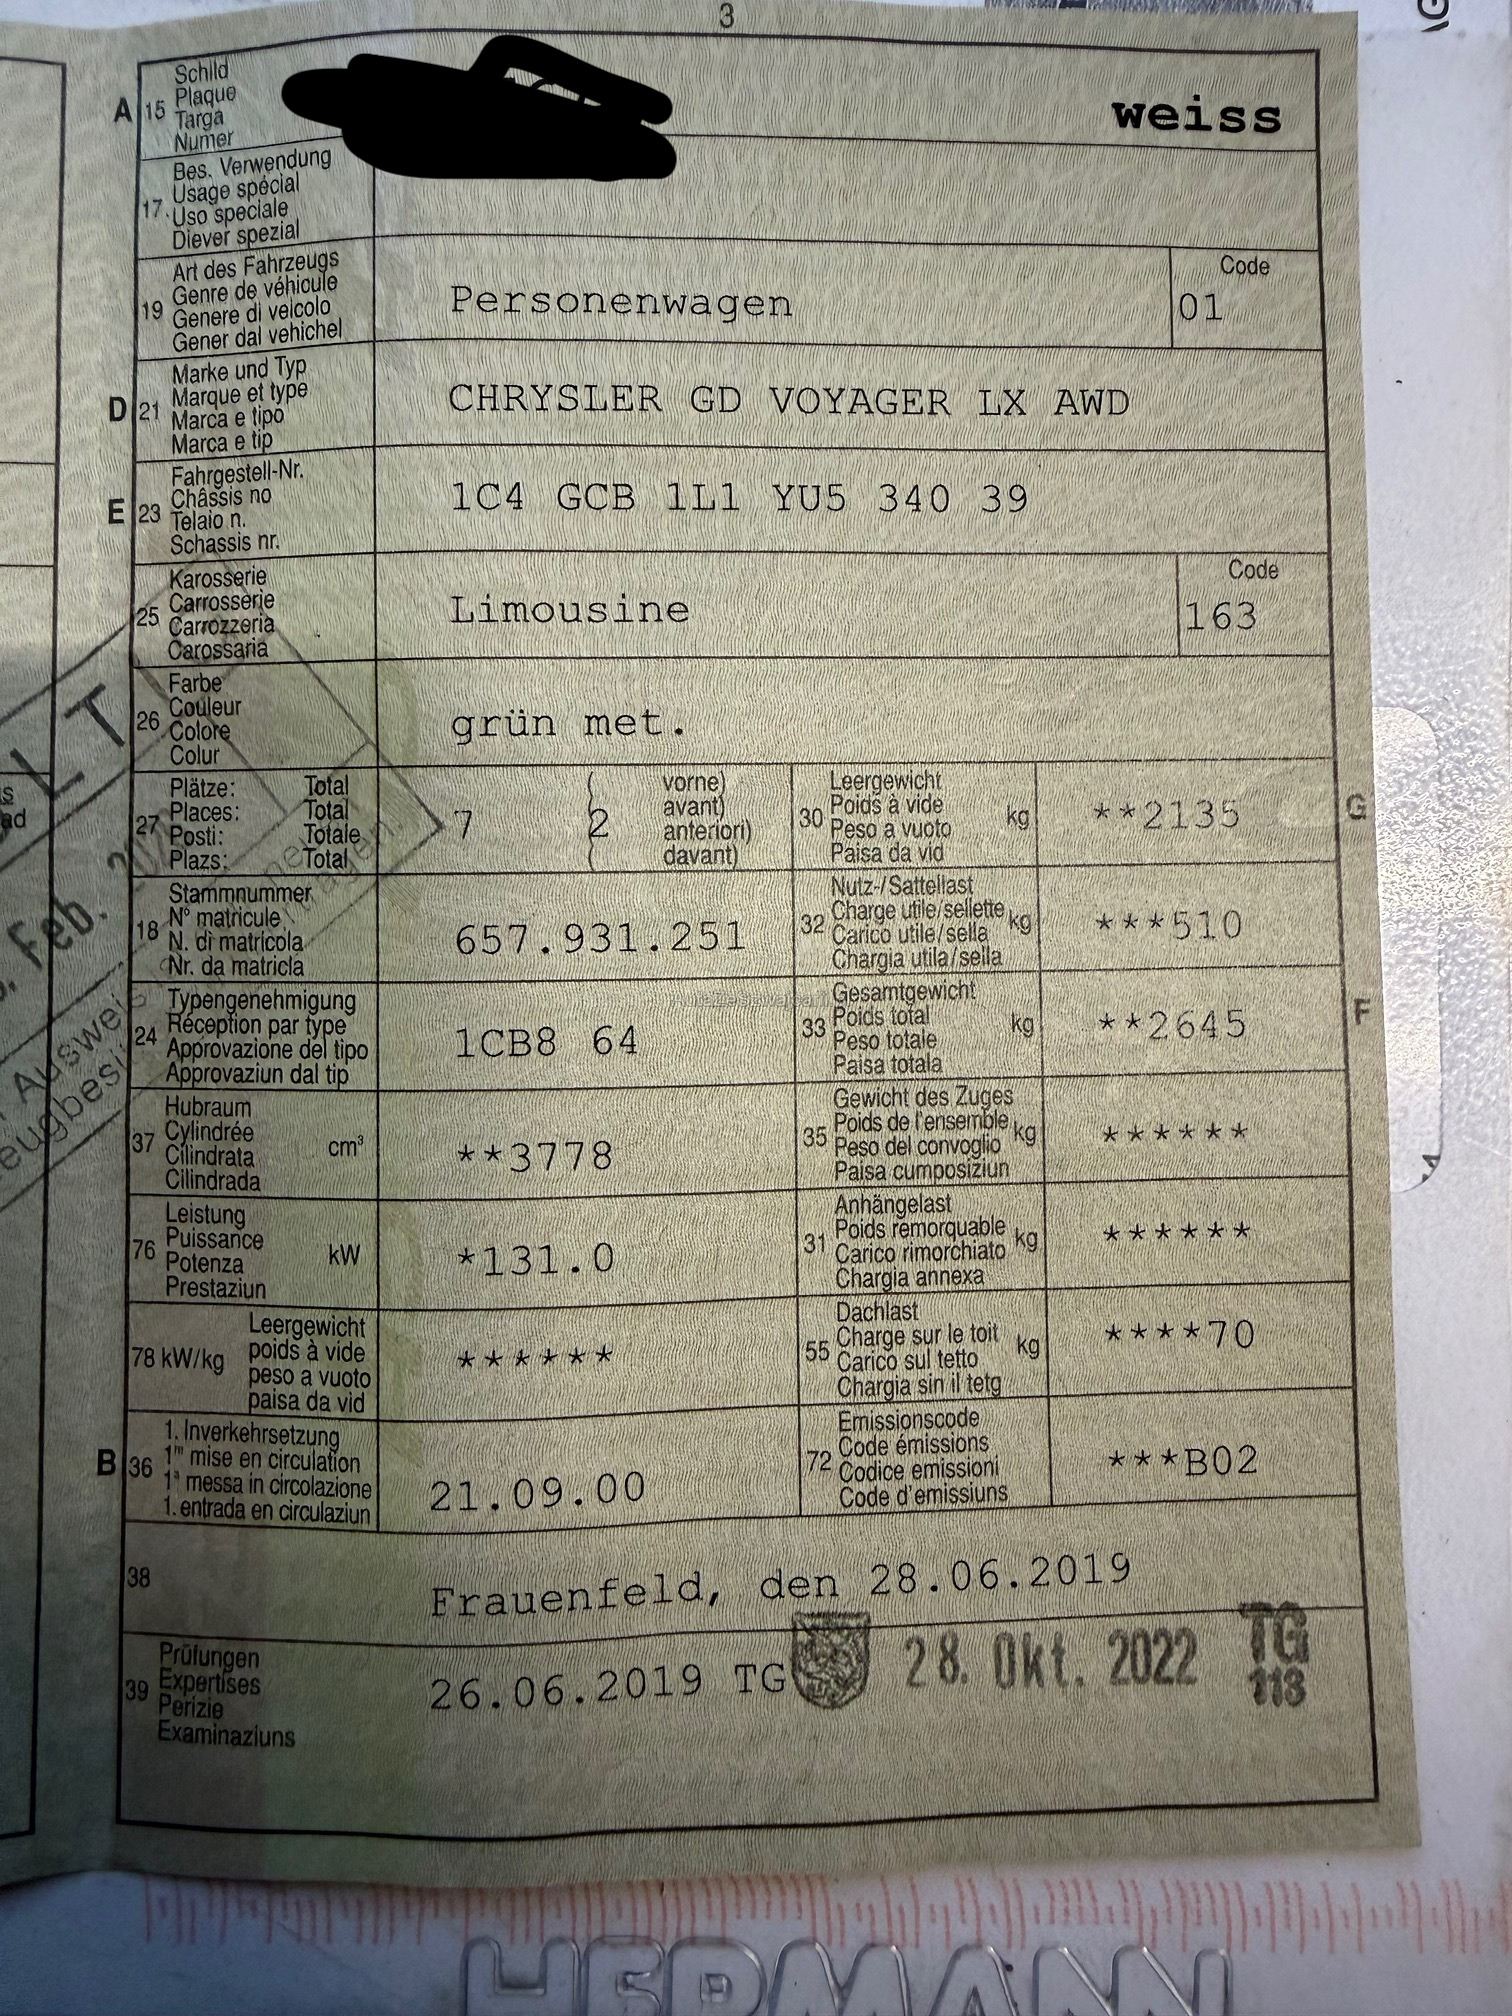 3
A 15 Schild
Plaque
Targa
Numer
weiss
17. Bes. Verwendung
Usage spécial
Uso speciale
Diever spezial
19 Art des Fahrzeugs
Genre de véhicule
Genere di veicolo
Gener dal vehichel
Personenwagen
Code
01
D 21 Marke und Typ
Marque et type
Marca e tipo
Marca e tip
CHRYSLER GD VOYAGER LX AWD
E 23 Fahrgestell-Nr.
Châssis no
Telaio n.
Schassis nr.
1C4 GCB 1L1 YU5 340 39
25 Karosserie
Carrosserie
Carrozzeria
Carossaria
Limousine
Code
163
26 Farbe
Couleur
Colore
Colur
grün met.
27 Plätze: Total
Places: Total
Posti: Totale
Plazs: Total
7 ( 2 vorne)
avant)
anteriori)
davant)
30 Leergewicht
Poids à vide
Peso a vuoto
Paisa da vid
kg
**2135
G
18 Stammnummer
N° matricule
N. di matricola
Nr. da matricla
657.931.251
32 Nutz-/Sattellast
Charge utile/sellette
Carico utile/sella
Chargia utila/sella
kg
***510
24 Typengenehmigung
Réception par type
Approvazione del tipo
Approvaziun dal tip
1CB8 64
33 Gesamtgewicht
Poids total
Peso totale
Paisa totala
kg
**2645
F
37 Hubraum
Cylindrée
Cilindrata
Cilindrada
cm³
**3778
35 Gewicht des Zuges
Poids de l'ensemble
Peso del convoglio
Paisa cumposiziun
kg
******
76 Leistung
Puissance
Potenza
Prestaziun
kW
*131.0
31 Anhängelast
Poids remorquable
Carico rimorchiato
Chargia annexa
kg
******
78 kW/kg Leergewicht
poids à vide
peso a vuoto
paisa da vid
******
55 Dachlast
Charge sur le toit
Carico sul tetto
Chargia sin il tetg
kg
****70
B 36 1. Inverkehrsetzung
1re mise en circulation
1a messa in circolazione
1. entrada en circulaziun
21.09.00
72 Emissionscode
Code émissions
Codice emissioni
Code d'emissiuns
***B02
38
Frauenfeld, den 28.06.2019
39 Prüfungen
Expertises
Perizie
Examinaziuns
26.06.2019 TG
28. Okt. 2022
TG
113
LT
Feb.
HERMANN